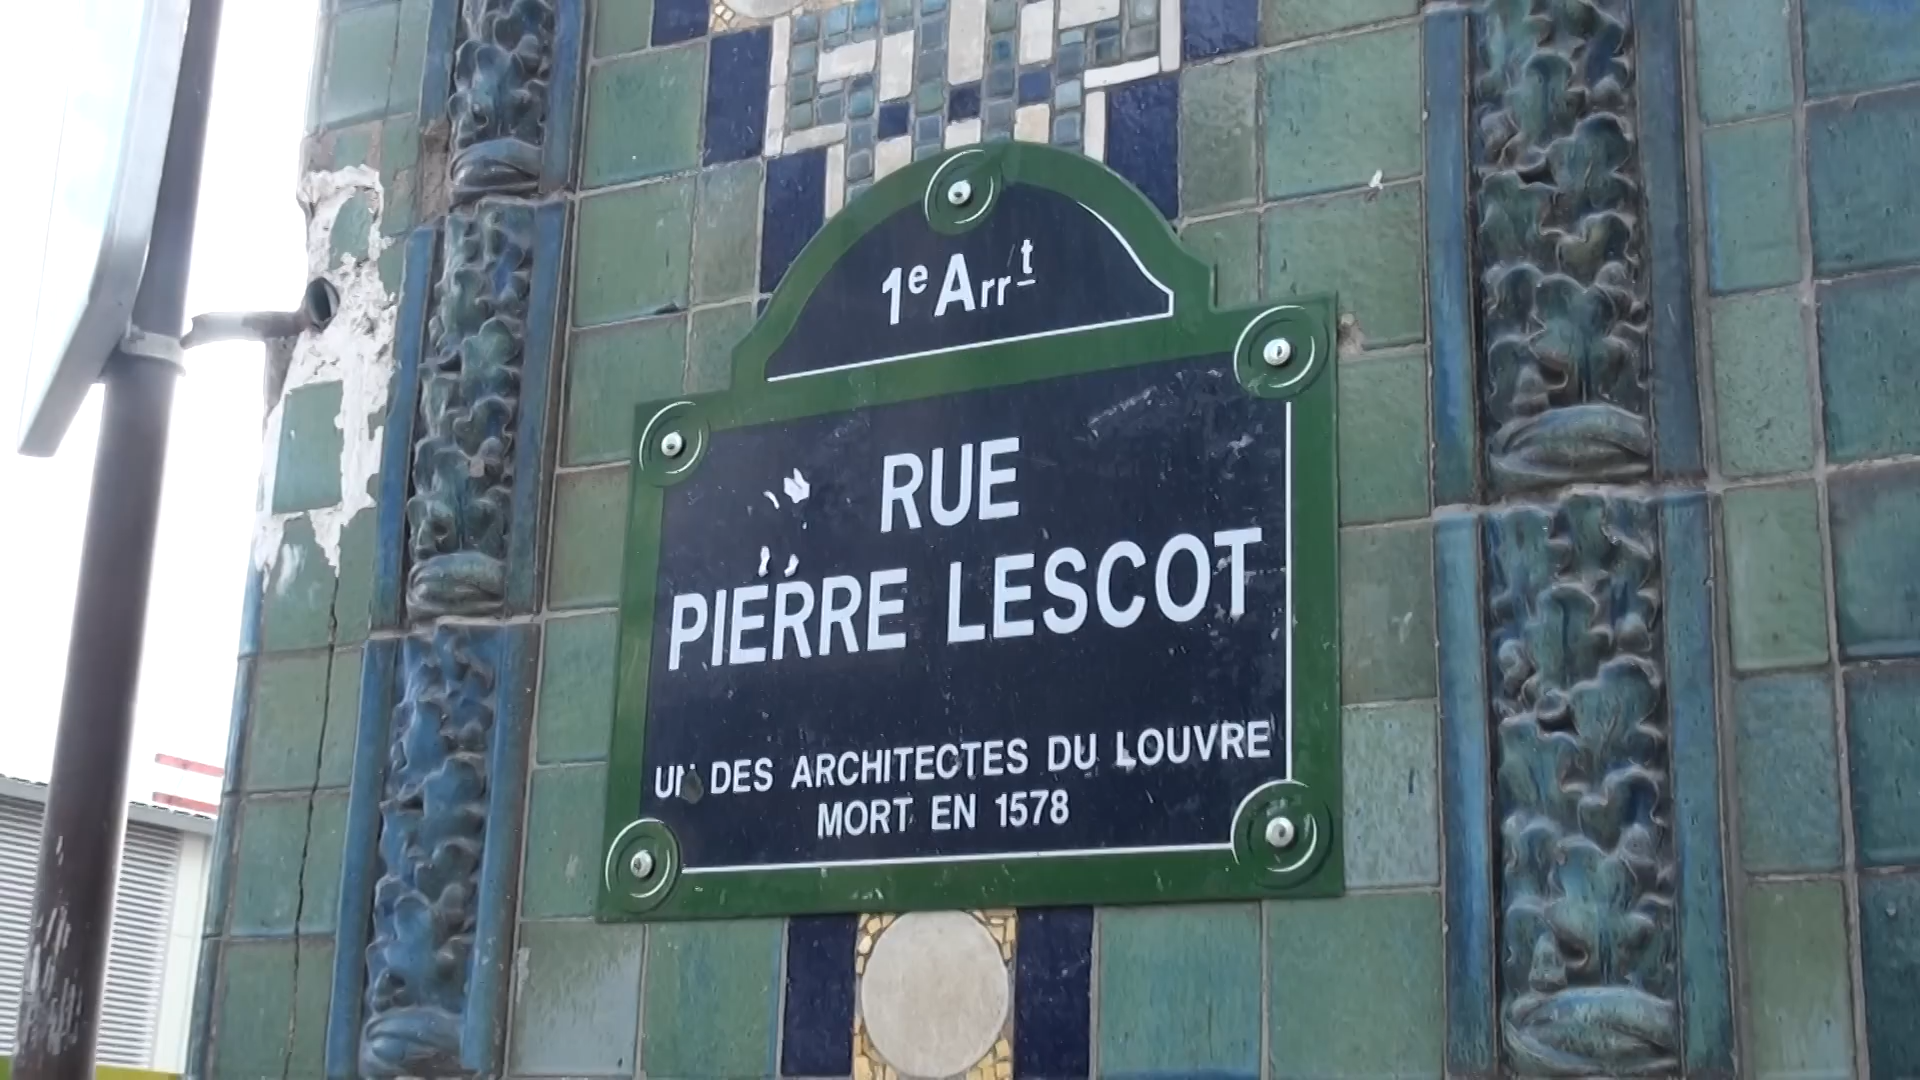 1e Arrt
RUE
PIERRE LESCOT
UN DES ARCHITECTES DU LOUVRE
MORT EN 1578